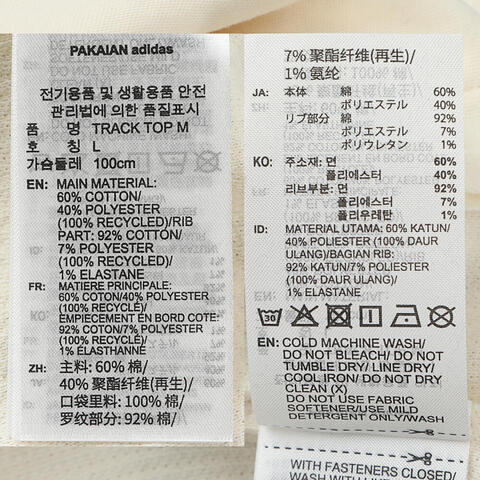 PAKAIAN adidas
전기용품 및 생활용품 안전
관리법에 의한 품질표시
품 명 TRACK TOP M
호 칭 L
가슴둘레 100cm
EN: MAIN MATERIAL:
60% COTTON/
40% POLYESTER
(100% RECYCLED)/RIB
PART: 92% COTTON/
7% POLYESTER
(100% RECYCLED)/
1% ELASTANE
FR: MATIERE PRINCIPALE:
60% COTON/40% POLYESTER
(100% RECYCLÉ)/
EMPIECEMENT EN BORD COTE:
92% COTON/7% POLYESTER
(100% RECYCLÉ)/
1% ELASTHANNE
ZH: 主料: 60% 棉/
40% 聚酯纤维(再生)/
口袋里料: 100% 棉/
罗纹部分: 92% 棉/
7% 聚酯纤维(再生)/
1% 氨纶
JA: 本体 綿 60%
ポリエステル 40%
リブ部分 綿 92%
ポリエステル 7%
ポリウレタン 1%
KO: 주소재: 면 60%
폴리에스터 40%
리브부분: 면 92%
폴리에스터 7%
폴리우레탄 1%
ID: MATERIAL UTAMA: 60% KATUN/
40% POLIESTER (100% DAUR
ULANG)/BAGIAN RIB:
92% KATUN/7% POLIESTER
(100% DAUR ULANG)/
1% ELASTANE
30
EN: COLD MACHINE WASH/
DO NOT BLEACH/ DO NOT
TUMBLE DRY/ LINE DRY/
COOL IRON/ DO NOT DRY
CLEAN (X)
DO NOT USE FABRIC
SOFTENER/USE MILD
DETERGENT ONLY/WASH
WITH FASTENERS CLOSED/